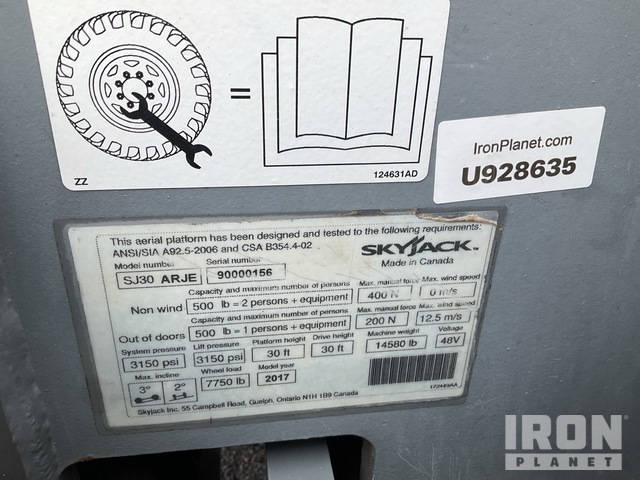 =
ZZ
124631AD
IronPlanet.com
U928635
This aerial platform has been designed and tested to the following requirements:
ANSI/SIA A92.5-2006 and CSA B354.4-02
SKYJACK
Made in Canada
Model number Serial number
SJ30 ARJE 90000156
Capacity and maximum number of persons Max. manual force Max. wind speed
Non wind 500 lb = 2 persons + equipment 400 N 0 m/s
Capacity and maximum number of persons Max. manual force Max. wind speed
Out of doors 500 lb = 1 persons + equipment 200 N 12.5 m/s
System pressure Lift pressure Platform height Drive height Machine weight Voltage
3150 psi 3150 psi 30 ft 30 ft 14580 lb 48V
Max. incline Wheel load Model year
3° 2° 7750 lb 2017
172449AA
Skyjack Inc. 55 Campbell Road, Guelph, Ontario N1H 1B9 Canada
IRON
PLANET